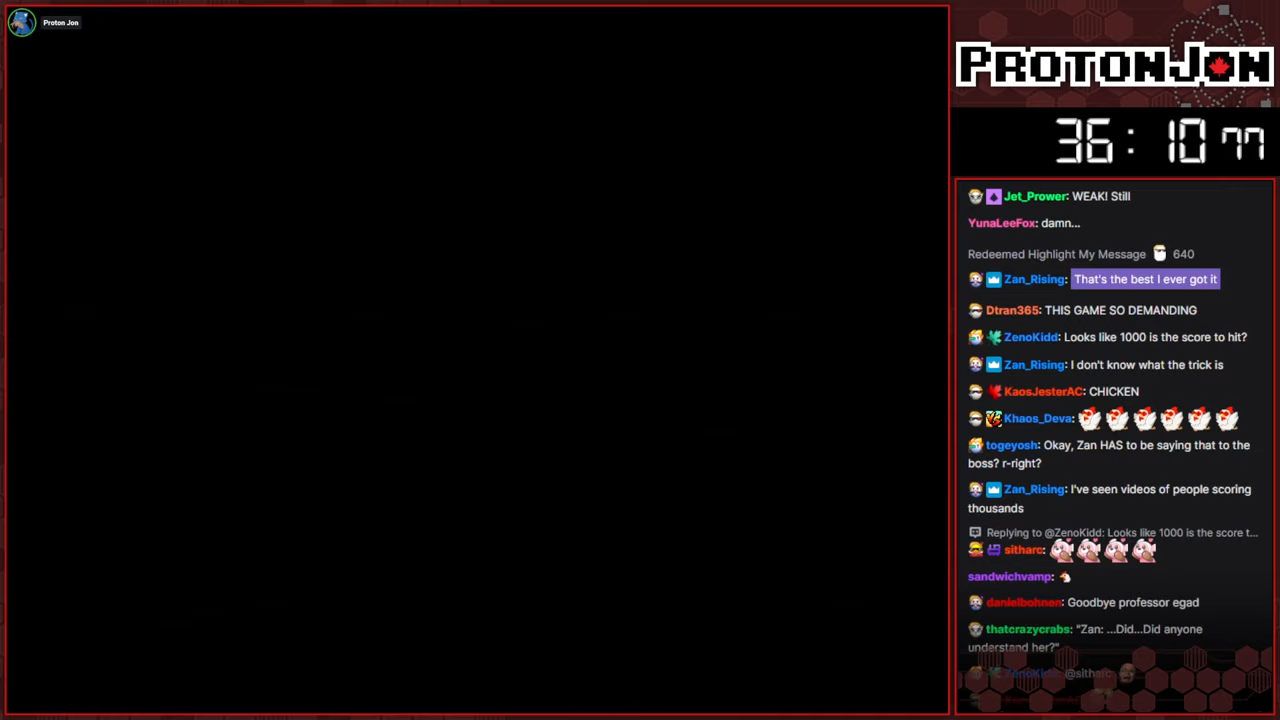 Proton Jon
PROTONJON
36:10 77
Jet_Prower: WEAK! Still
YunaLeeFox: damn...
Redeemed Highlight My Message 640
Zan_Rising: That's the best I ever got it
Dtran365: THIS GAME SO DEMANDING
ZenoKidd: Looks like 1000 is the score to hit?
Zan_Rising: I don't know what the trick is
KaosJesterAC: CHICKEN
Khaos_Deva:
togeyosh: Okay, Zan HAS to be saying that to the
boss? r-right?
Zan_Rising: I've seen videos of people scoring
thousands
Replying to @ZenoKidd: Looks like 1000 is the score t...
sitharc:
sandwichvamp:
danielbohnen: Goodbye professor egad
thatcrazycrabs: "Zan: ...Did...Did anyone
understand her?"
ZenoKidd: @sitharc